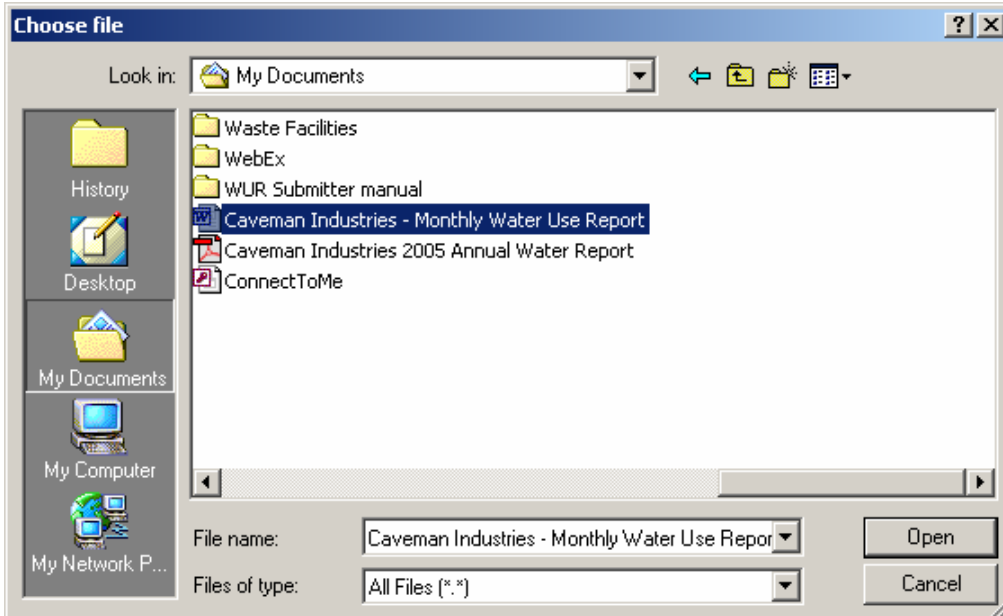 Choose file
Look in: My Documents
History
Desktop
My Documents
My Computer
My Network P...
Waste Facilities
WebEx
WUR Submitter manual
Caveman Industries - Monthly Water Use Report
Caveman Industries 2005 Annual Water Report
ConnectToMe
File name: Caveman Industries - Monthly Water Use Repor
Open
Files of type: All Files (*.*)
Cancel